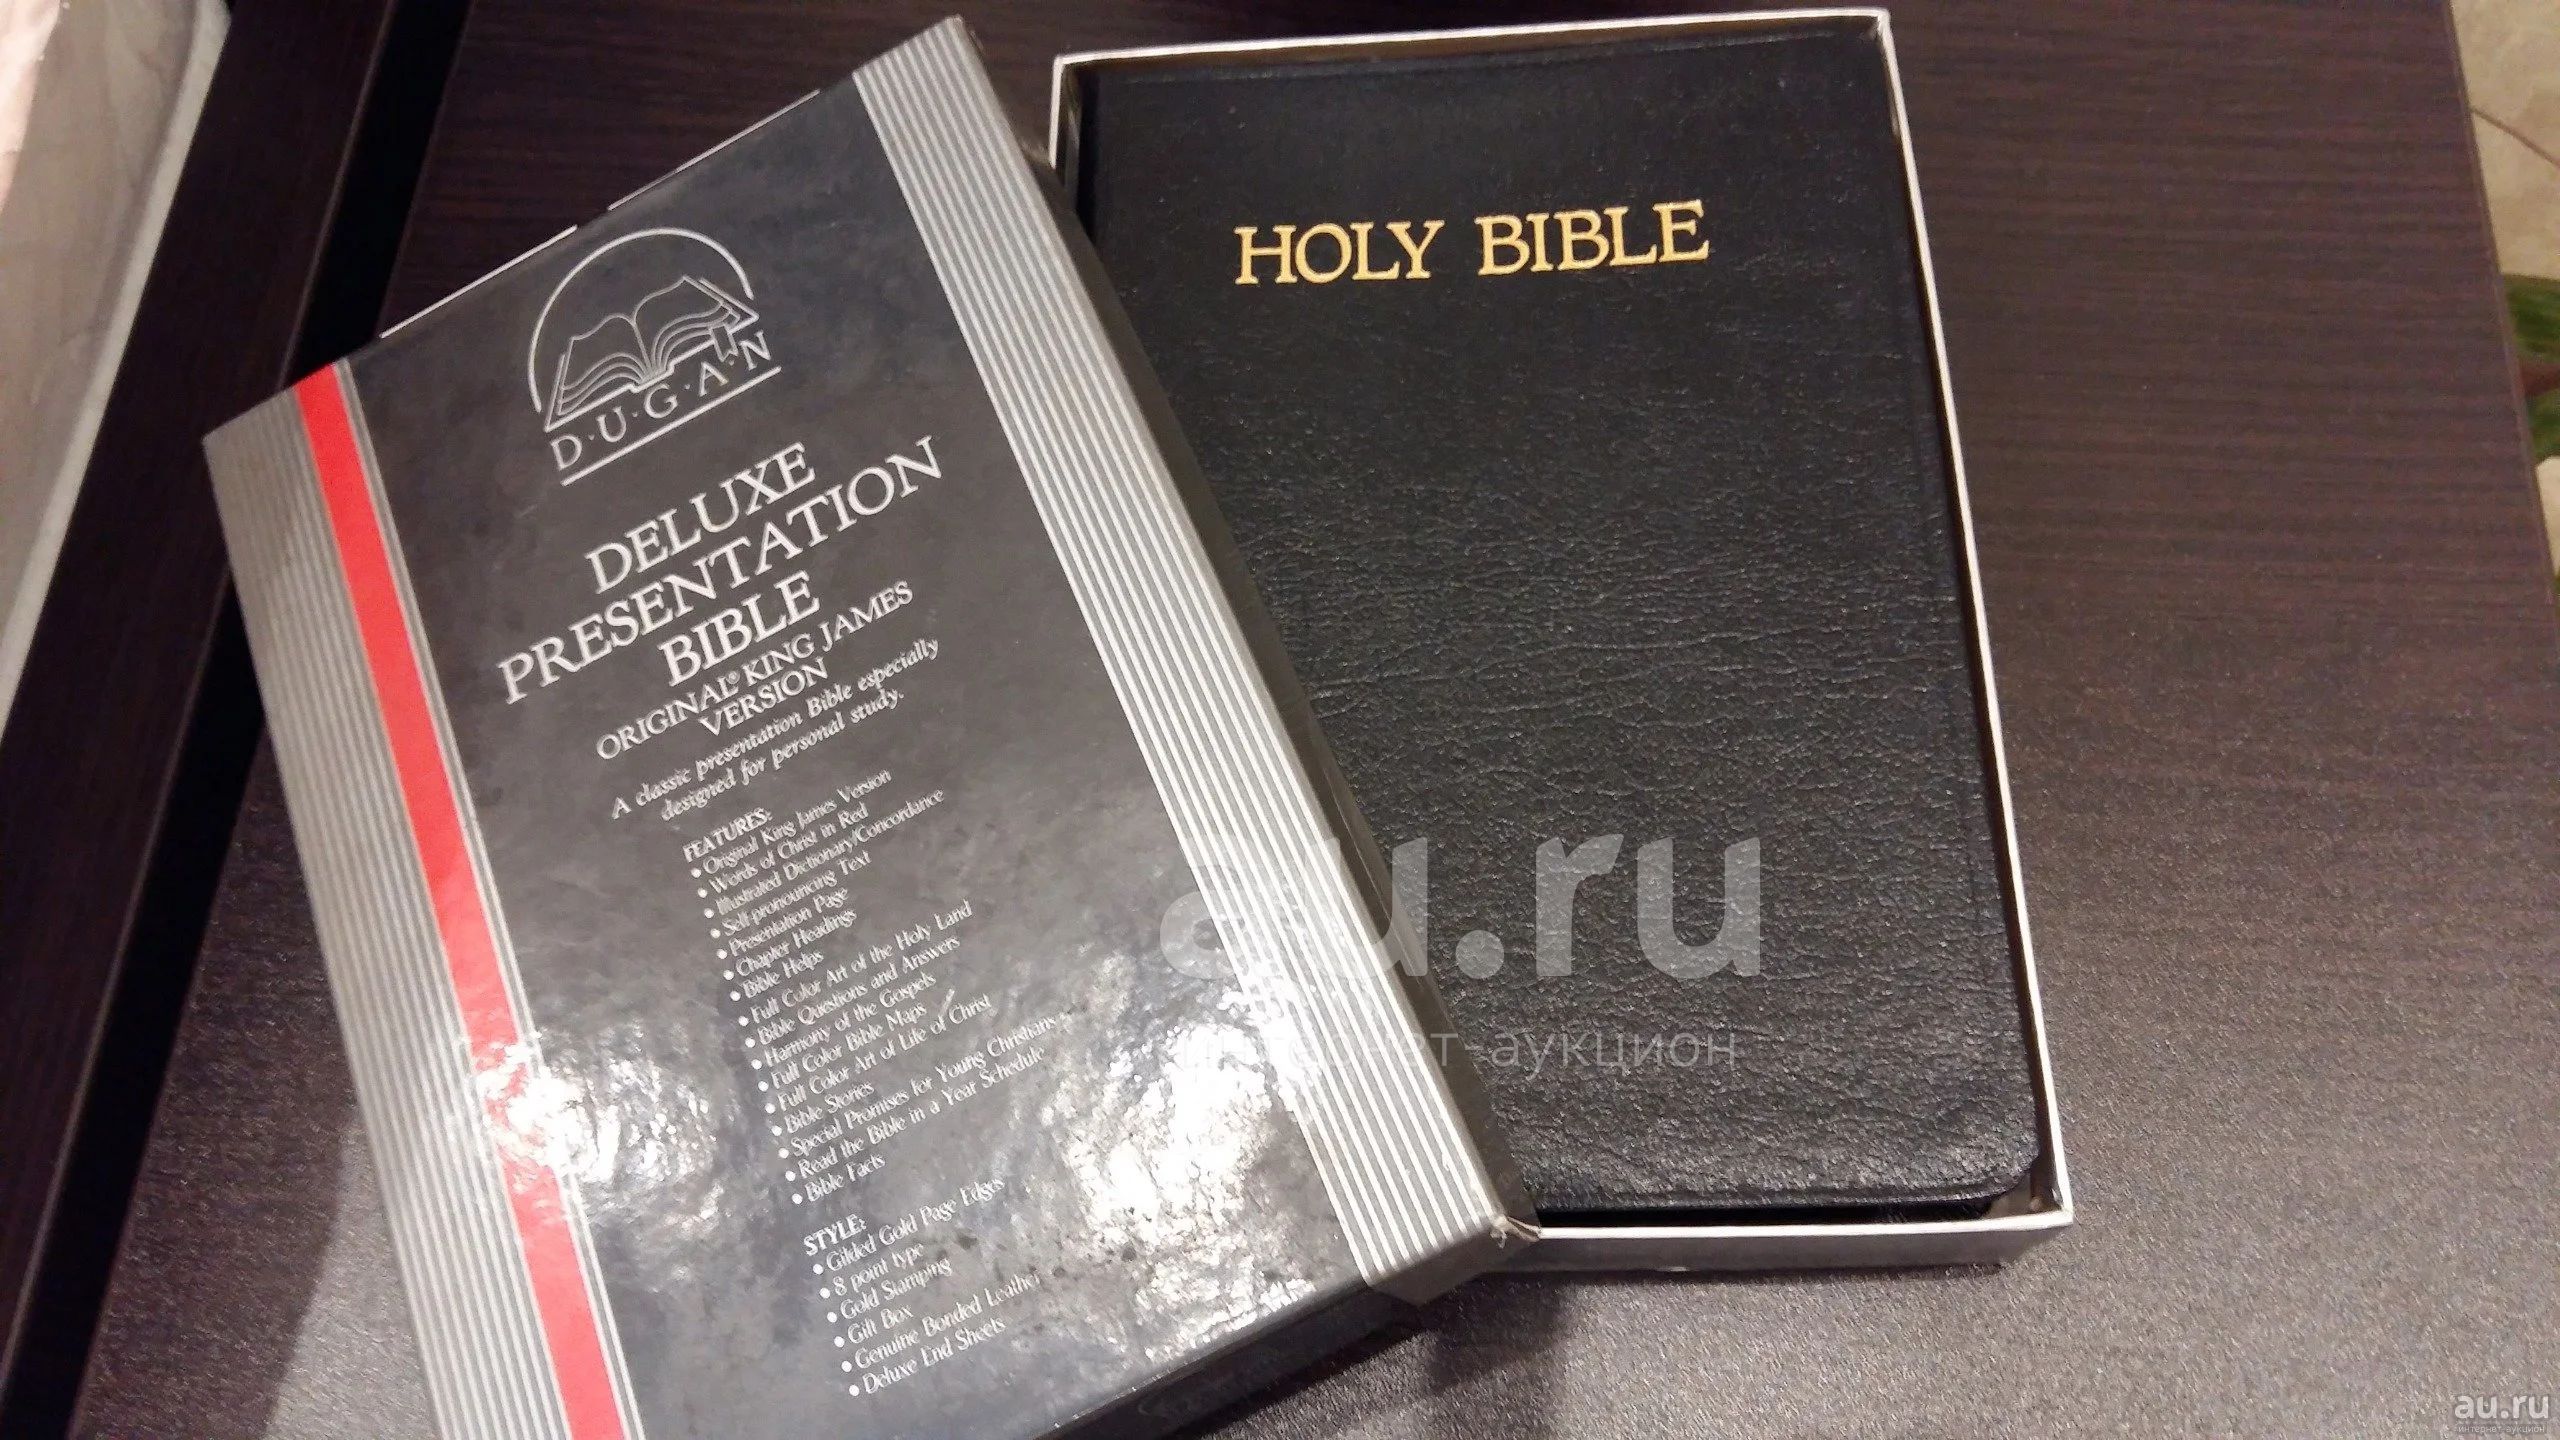 D·U·G·A·N
DELUXE
PRESENTATION
BIBLE
ORIGINAL® KING JAMES
VERSION
A classic presentation Bible especially
designed for personal study.
FEATURES:
• Original King James Version
• Words of Christ in Red
• Illustrated Dictionary/Concordance
• Self-pronouncing Text
• Presentation Page
• Chapter Headings
• Bible Helps
• Full Color Art of the Holy Land
• Bible Questions and Answers
• Harmony of the Gospels
• Full Color Bible Maps
• Full Color Art of Life of Christ
• Bible Stories
• Special Promises for Young Christians
• Read the Bible in a Year Schedule
• Bible Facts
STYLE:
• Gilded Gold Page Edges
• 8 point type
• Gold Stamping
• Gift Box
• Genuine Bonded Leather
• Deluxe End Sheets
HOLY BIBLE
au.ru
интернет-аукцион
au.ru
интернет-аукцион